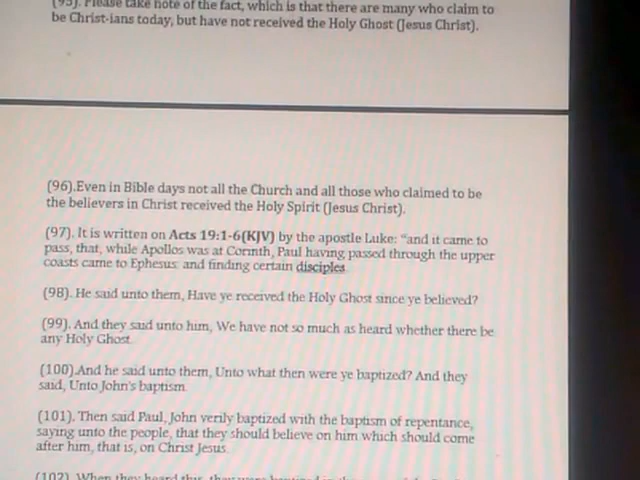 (95). Please take note of the fact, which is that there are many who claim to
be Christ-ians today, but have not received the Holy Ghost (Jesus Christ).
(96).Even in Bible days not all the Church and all those who claimed to be
the believers in Christ received the Holy Spirit (Jesus Christ).
(97). It is written on Acts 19:1-6(KJV) by the apostle Luke: "and it came to
pass, that, while Apollos was at Corinth, Paul having passed through the upper
coasts came to Ephesus: and finding certain disciples
(98). He said unto them, Have ye received the Holy Ghost since ye believed?
(99). And they said unto him, We have not so much as heard whether there be
any Holy Ghost.
(100).And he said unto them, Unto what then were ye baptized? And they
said, Unto John's baptism.
(101). Then said Paul, John verily baptized with the baptism of repentance,
saying unto the people, that they should believe on him which should come
after him, that is, on Christ Jesus.
(102). When they heard this, they were baptized in the